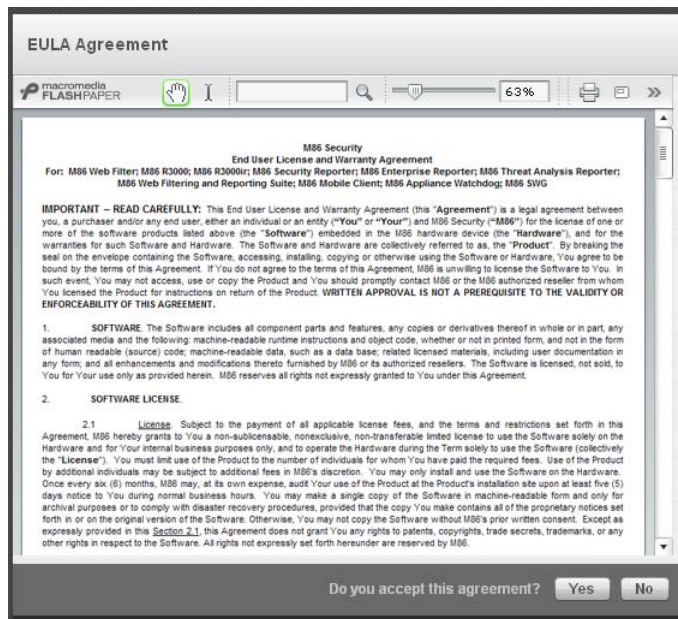 EULA Agreement
macromedia
FLASHPAPER
63%
M86 Security
End User License and Warranty Agreement
For: M86 Web Filter; M86 R3000; M86 R3000ir; M86 Security Reporter; M86 Enterprise Reporter; M86 Threat Analysis Reporter;
M86 Web Filtering and Reporting Suite; M86 Mobile Client; M86 Appliance Watchdog; M86 SWG
IMPORTANT – READ CAREFULLY: This End User License and Warranty Agreement (this "Agreement") is a legal agreement between
you, a purchaser and/or any end user, either an individual or an entity ("You" or "Your") and M86 Security ("M86") for the license of one or
more of the software products listed above (the "Software") embedded in the M86 hardware device (the "Hardware"), and for the
warranties for such Software and Hardware. The Software and Hardware are collectively referred to as, the "Product". By breaking the
seal on the envelope containing the Software, accessing, installing, copying or otherwise using the Software or Hardware, You agree to be
bound by the terms of this Agreement. If You do not agree to the terms of this Agreement, M86 is unwilling to license the Software to You. In
such event, You may not access, use or copy the Product and You should promptly contact M86 or the M86 authorized reseller from whom
You licensed the Product for instructions on return of the Product. WRITTEN APPROVAL IS NOT A PREREQUISITE TO THE VALIDITY OR
ENFORCEABILITY OF THIS AGREEMENT.
1. SOFTWARE. The Software includes all component parts and features, any copies or derivatives thereof in whole or in part, any
associated media and the following: machine-readable runtime instructions and object code, whether or not in printed form, and not in the form
of human readable (source) code; machine-readable data, such as a data base; related licensed materials, including user documentation in
any form; and all enhancements and modifications thereto furnished by M86 or its authorized resellers. The Software is licensed, not sold, to
You for Your use only as provided herein. M86 reserves all rights not expressly granted to You under this Agreement.
2. SOFTWARE LICENSE.
2.1 License. Subject to the payment of all applicable license fees, and the terms and restrictions set forth in this
Agreement, M86 hereby grants to You a non-sublicensable, nonexclusive, non-transferable limited license to use the Software solely on the
Hardware and for Your internal business purposes only, and to operate the Hardware during the Term solely to use the Software (collectively
the "License"). You must limit the use of the Product to the number of individuals for whom You have paid the required fees. Use of the Product
by additional individuals may be subject to additional fees in M86's discretion. You may only install and use the Software on the Hardware.
Once every six (6) months, M86 may, at its own expense, audit Your use of the Product at the Product's installation site upon at least five (5)
days notice to You during normal business hours. You may make a single copy of the Software in machine-readable form and only for
archival purposes or to comply with disaster recovery procedures, provided that the copy You make contains all of the proprietary notices set
forth in or on the original version of the Software. Otherwise, You may not copy the Software without M86's prior written consent. Except as
expressly provided in this Section 2.1, this Agreement does not grant You any rights to patents, copyrights, trade secrets, trademarks, or any
other rights in respect to the Software. All rights not expressly set forth hereunder are reserved by M86.
Do you accept this agreement? Yes No